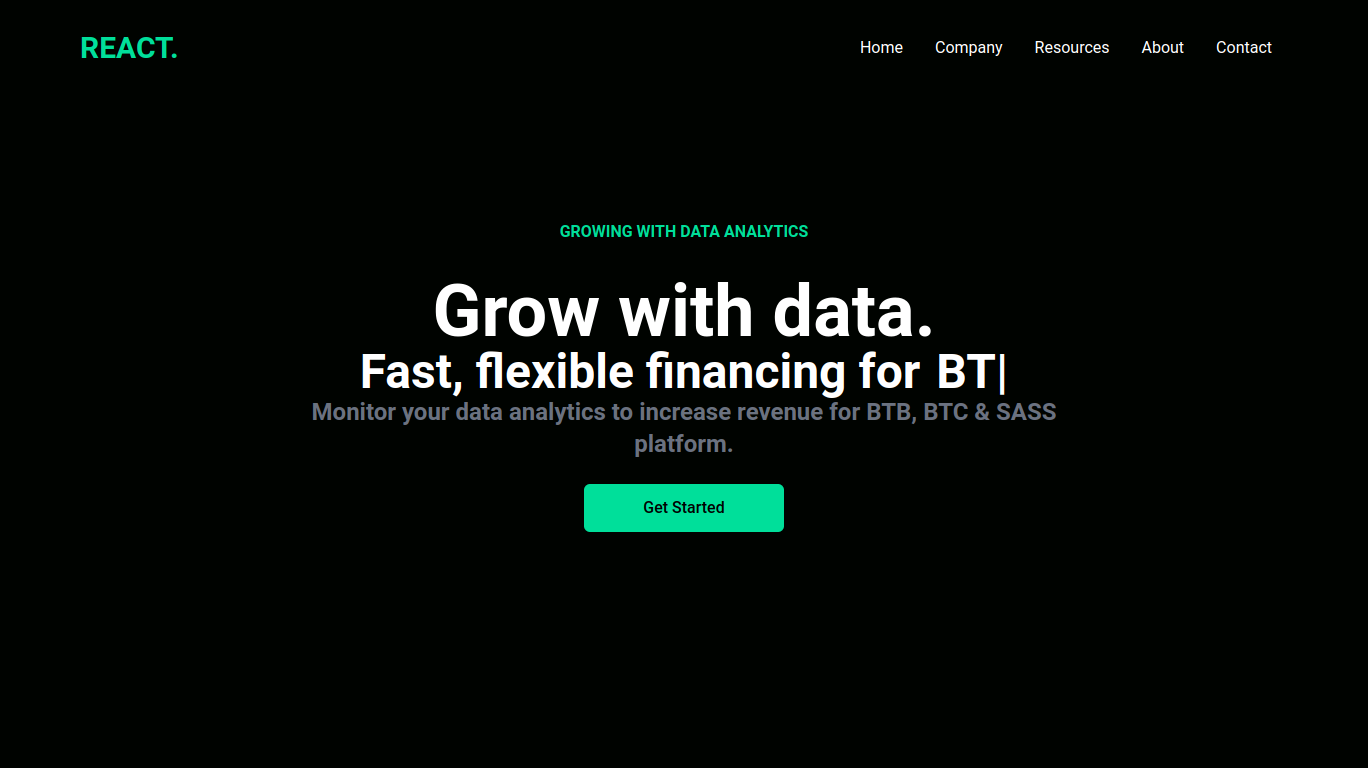 REACT.
Home
Company
Resources
About
Contact
GROWING WITH DATA ANALYTICS
Grow with data.
Fast, flexible financing for BT|
Monitor your data analytics to increase revenue for BTB, BTC & SASS
platform.
Get Started